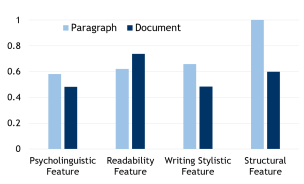 1
Paragraph Document
0.8
0.6
0.4
0.2
0
Psycholinguistic Readability Writing Stylistic Structural
Feature Feature Feature Feature